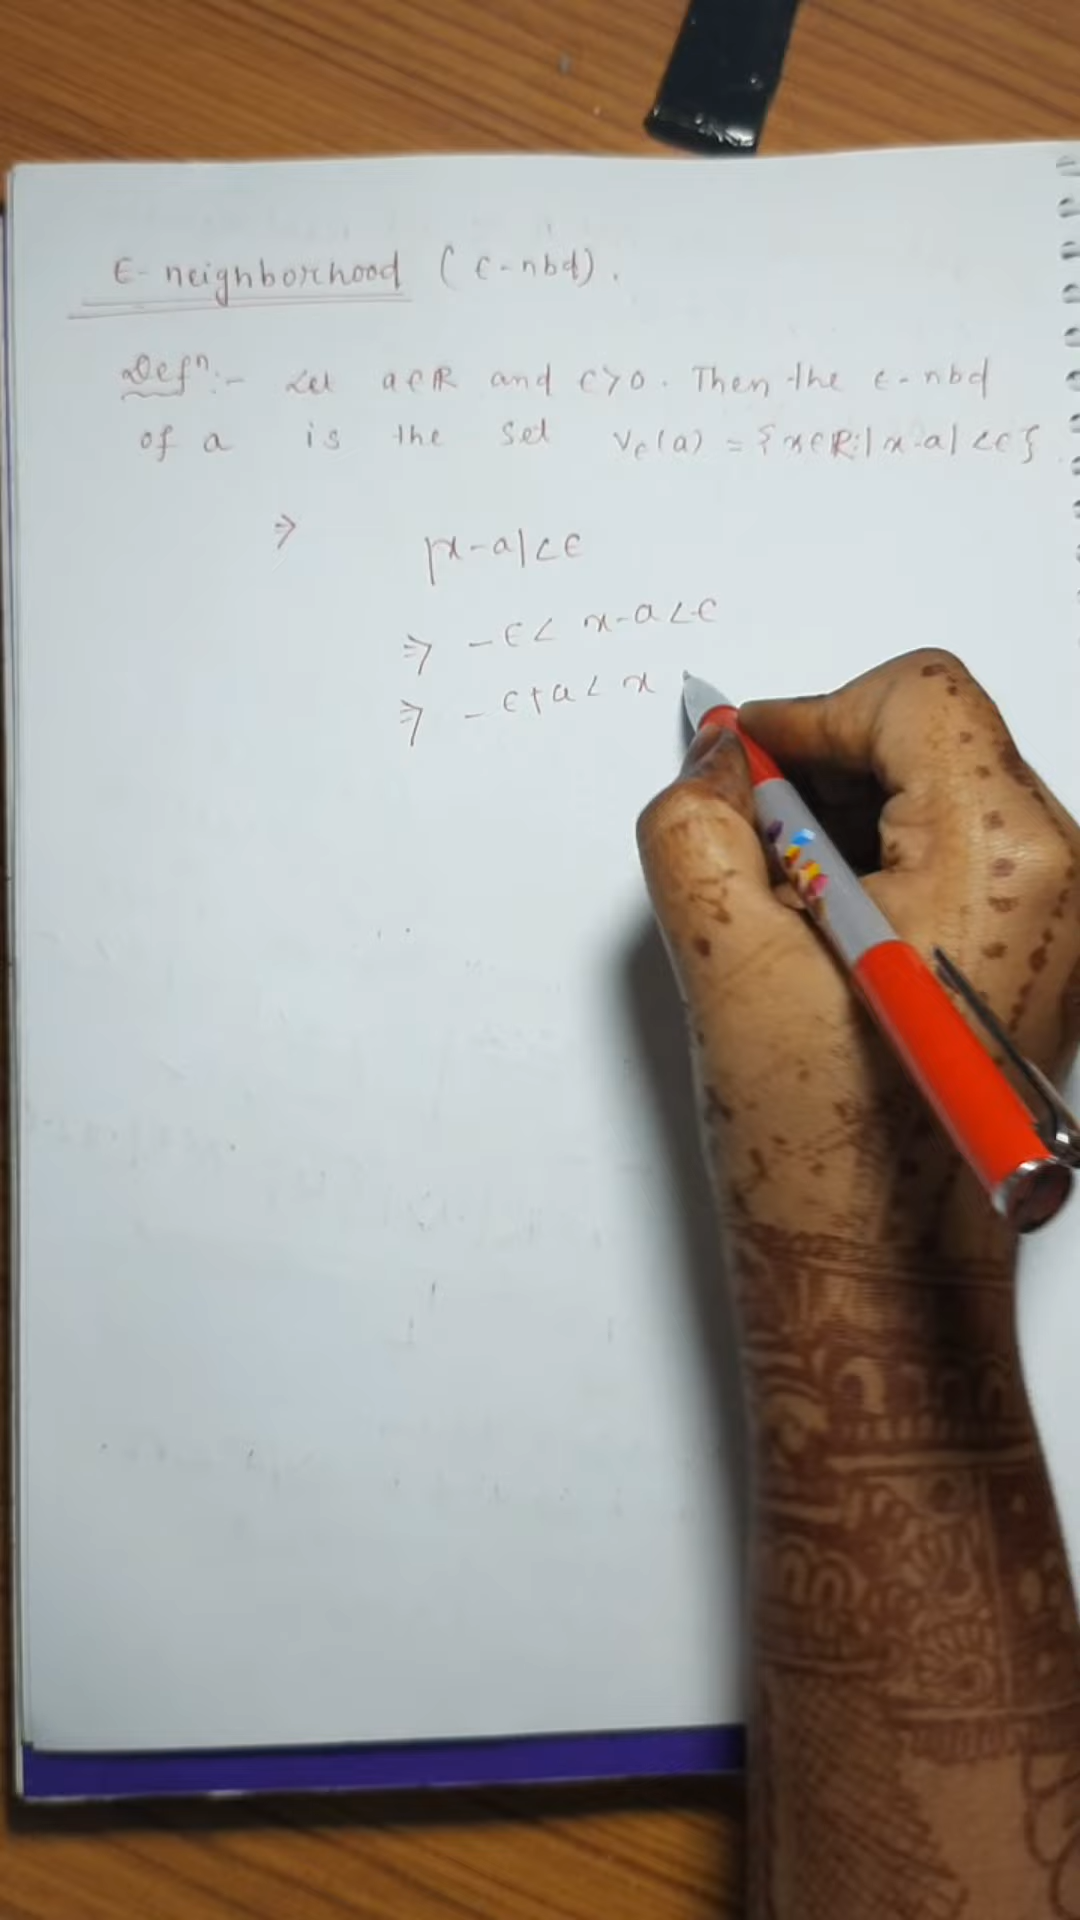 ϵ- neighborhood (ϵ-nbd).
Defⁿ:- Let a∈ℝ and ϵ>0. Then the ϵ-nbd
of a is the set Vϵ(a) = {x∈ℝ:|x-a|<ϵ}.
⇒ |x-a|<ϵ
⇒ -ϵ< x-a<ϵ
⇒ -ϵ+a< x